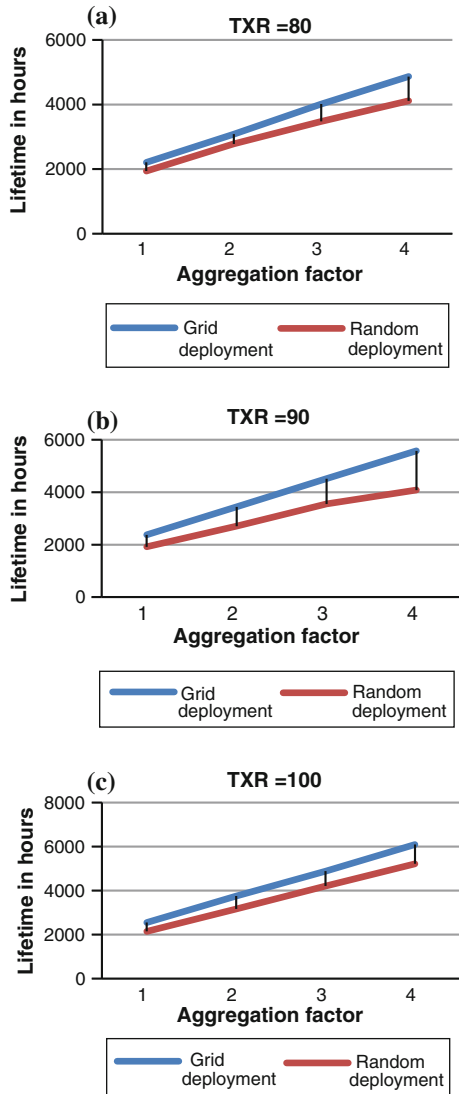 (a)
TXR =80
Lifetime in hours
6000
4000
2000
0
1 2 3 4
Aggregation factor
Grid deployment
Random deployment
(b)
TXR =90
Lifetime in hours
6000
4000
2000
0
1 2 3 4
Aggregation factor
Grid deployment
Random deployment
(c)
TXR =100
Lifetime in hours
8000
6000
4000
2000
0
1 2 3 4
Aggregation factor
Grid deployment
Random deployment